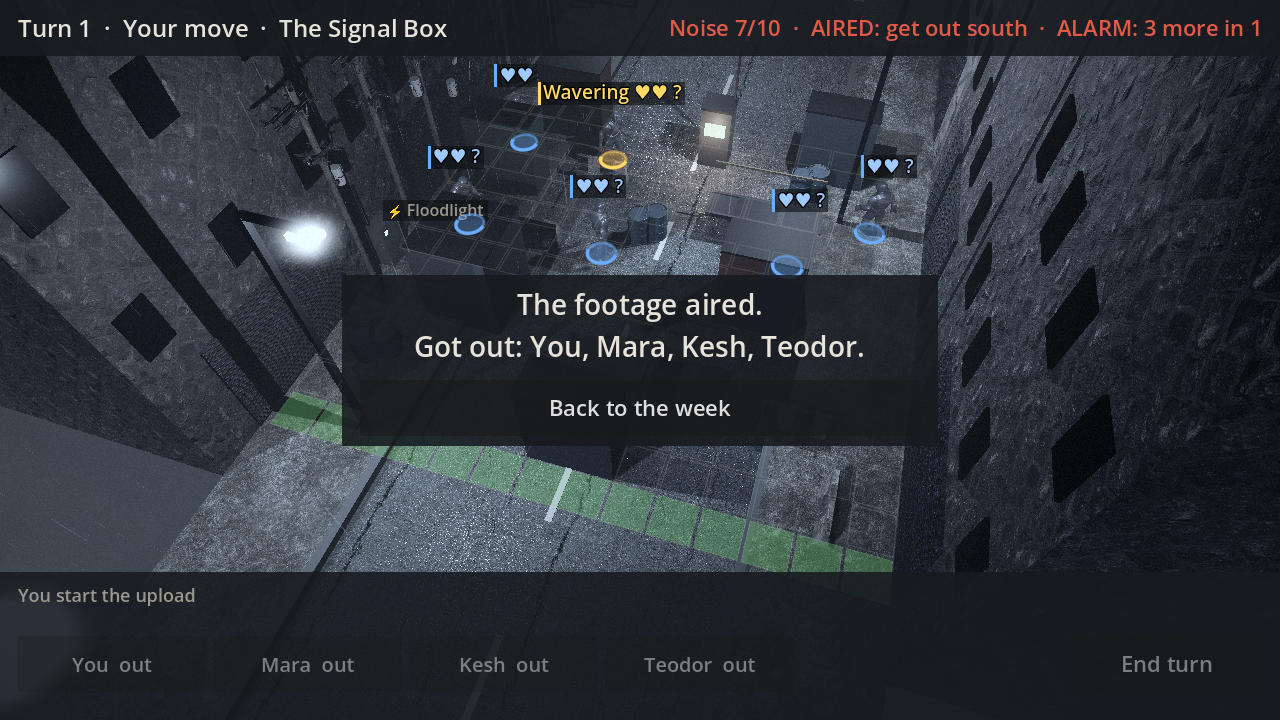 Turn 1 · Your move · The Signal Box
Noise 7/10 · AIRED: get out south · ALARM: 3 more in 1
♥♥
Wavering ♥♥ ?
♥♥ ?
♥♥ ?
♥♥ ?
♥♥ ?
⚡ Floodlight
The footage aired.
Got out: You, Mara, Kesh, Teodor.
Back to the week
You start the upload
You out
Mara out
Kesh out
Teodor out
End turn